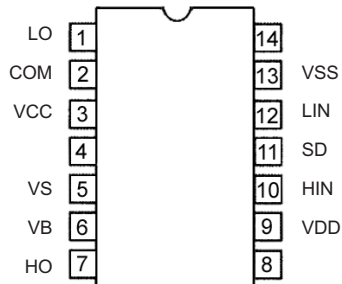 LO 1 14
COM 2 13 VSS
VCC 3 12 LIN
4 11 SD
VS 5 10 HIN
VB 6 9 VDD
HO 7 8